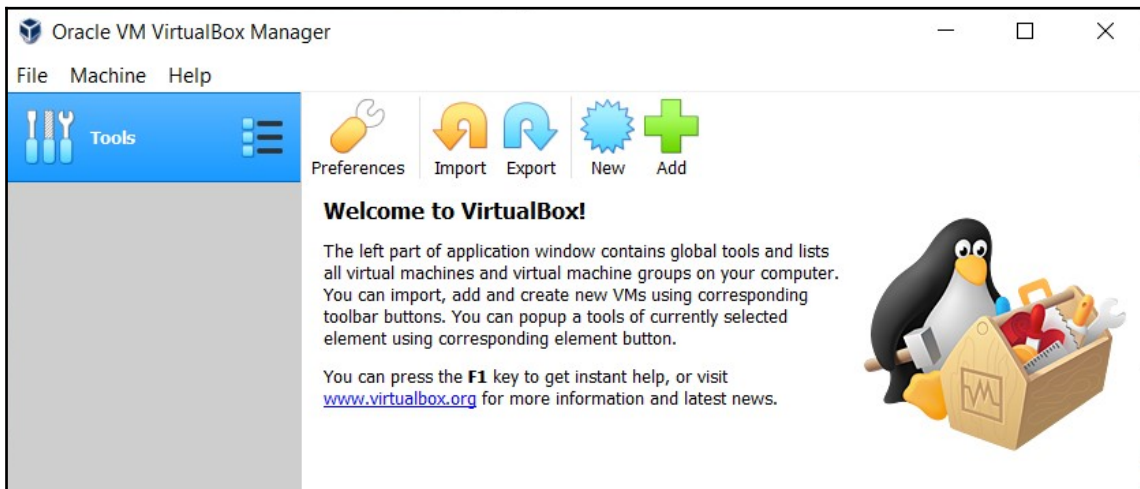 Oracle VM VirtualBox Manager
File Machine Help
Tools
Preferences Import Export New Add
Welcome to VirtualBox!
The left part of application window contains global tools and lists
all virtual machines and virtual machine groups on your computer.
You can import, add and create new VMs using corresponding
toolbar buttons. You can popup a tools of currently selected
element using corresponding element button.
You can press the F1 key to get instant help, or visit
www.virtualbox.org for more information and latest news.